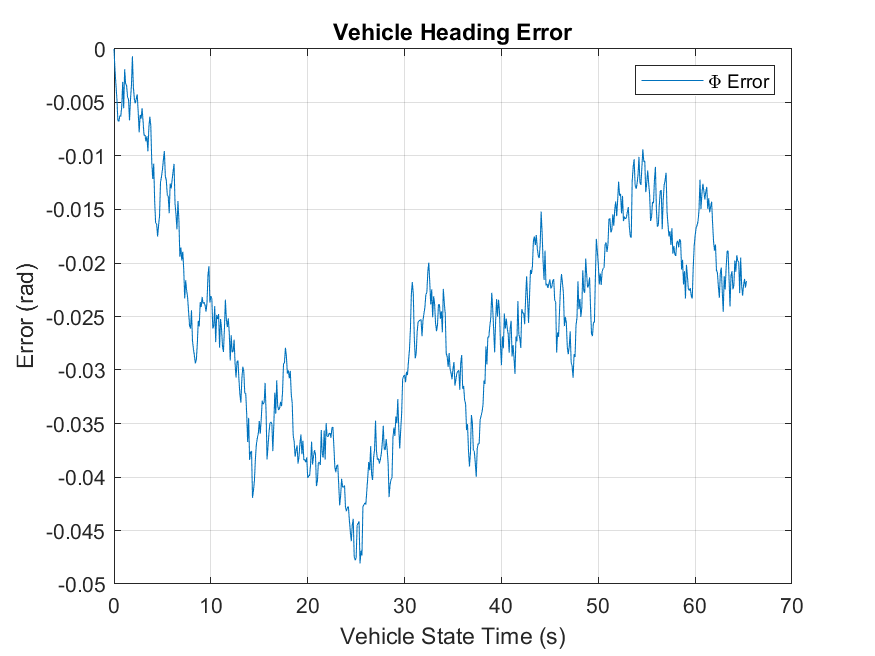 Vehicle Heading Error
Φ Error
0
-0.005
-0.01
-0.015
-0.02
-0.025
-0.03
-0.035
-0.04
-0.045
-0.05
Error (rad)
0 10 20 30 40 50 60 70
Vehicle State Time (s)